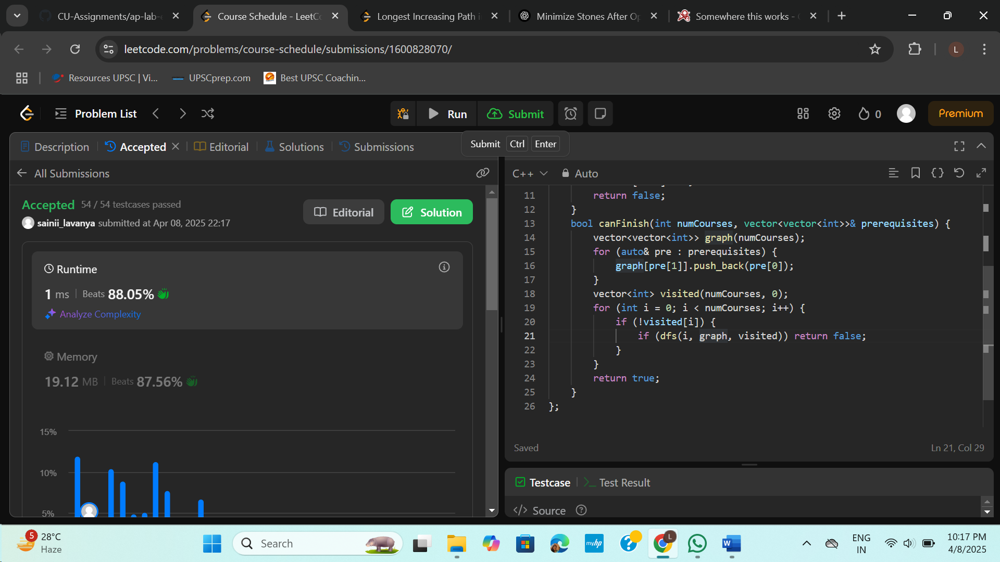 CU-Assignments/ap-lab-
Course Schedule - LeetCo
Longest Increasing Path i
Minimize Stones After Op
Somewhere this works -
leetcode.com/problems/course-schedule/submissions/1600828070/
L
Resources UPSC | Vi...
UPSCprep.com
Best UPSC Coachin...
Problem List
Run
Submit
0
Premium
Description
Accepted
Editorial
Solutions
Submissions
Submit Ctrl Enter
All Submissions
C++
Auto
Accepted 54 / 54 testcases passed
sainii_lavanya submitted at Apr 08, 2025 22:17
Editorial
Solution
Runtime
1 ms | Beats 88.05%
Analyze Complexity
Memory
19.12 MB | Beats 87.56%
15%
10%
5%
11 return false;
12 }
13 bool canFinish(int numCourses, vector<vector<int>>& prerequisites) {
14 vector<vector<int>> graph(numCourses);
15 for (auto& pre : prerequisites) {
16 graph[pre[1]].push_back(pre[0]);
17 }
18 vector<int> visited(numCourses, 0);
19 for (int i = 0; i < numCourses; i++) {
20 if (!visited[i]) {
21 if (dfs(i, graph, visited)) return false;
22 }
23 }
24 return true;
25 }
26 };
Saved
Ln 21, Col 29
Testcase
Test Result
</> Source
5
28°C
Haze
Search
myhp
L
ENG
IN
10:17 PM
4/8/2025